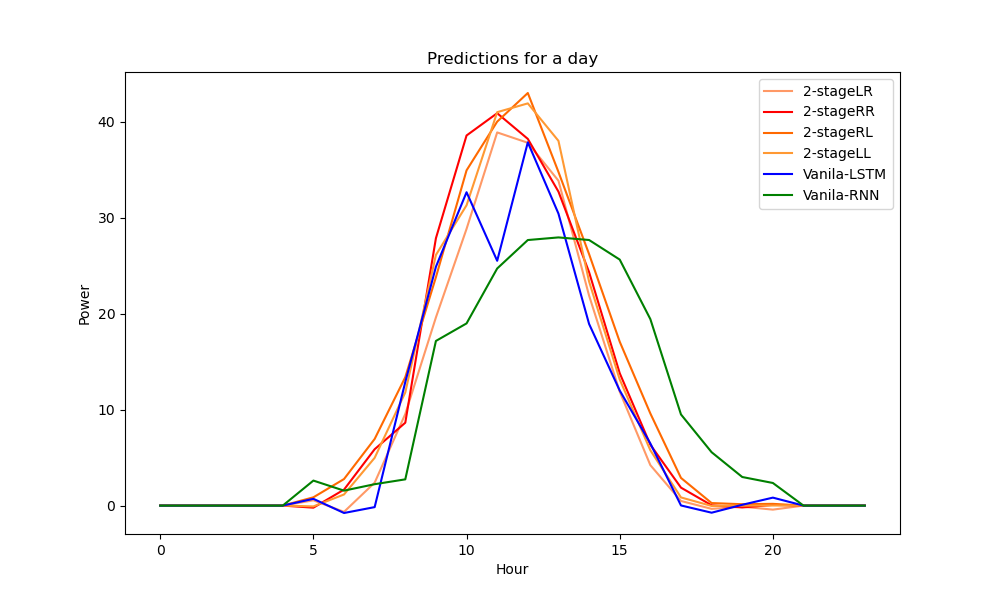 Predictions for a day
2-stageLR
2-stageRR
2-stageRL
2-stageLL
Vanila-LSTM
Vanila-RNN
Power
40
30
20
10
0
0 5 10 15 20
Hour